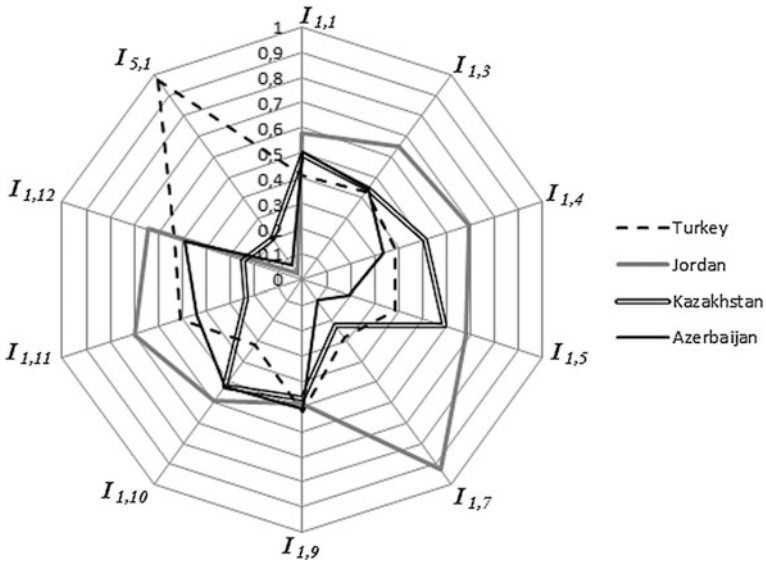 I1,1
I1,3
I1,4
I1,5
I1,7
I1,9
I1,10
I1,11
I1,12
I5,1
1
0,9
0,8
0,7
0,6
0,5
0,4
0,3
0,2
0,1
0
Turkey
Jordan
Kazakhstan
Azerbaijan